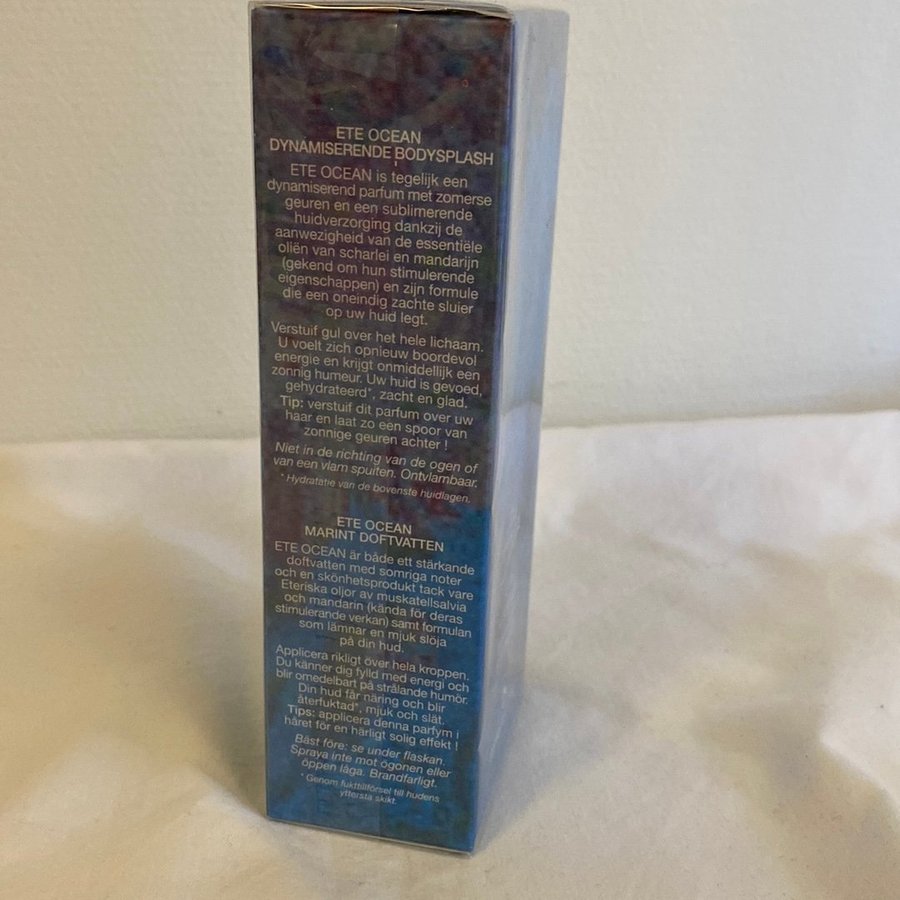 ETE OCEAN
DYNAMISERENDE BODYSPLASH
ETE OCEAN is tegelijk een
dynamiserend parfum met zomerse
geuren en een sublimerende
huidverzorging dankzij de
aanwezigheid van de essentiële
oliën van scharlei en mandarijn
(gekend om hun stimulerende
eigenschappen) en zijn formule
die een oneindig zachte sluier
op uw huid legt.
Verstuif gul over het hele lichaam.
U voelt zich opnieuw boordevol
energie en krijgt onmiddellijk een
zonnig humeur. Uw huid is gevoed,
gehydrateerd*, zacht en glad.
Tip: verstuif dit parfum over uw
haar en laat zo een spoor van
zonnige geuren achter !
Niet in de richting van de ogen of
van een vlam spuiten. Ontvlambaar.
* Hydratatie van de bovenste huidlagen.
ETE OCEAN
MARINT DOFTVATTEN
ETE OCEAN är både ett stärkande
doftvatten med somriga noter
och en skönhetsprodukt tack vare
Eteriska oljor av muskatellsalvia
och mandarin (kända för deras
stimulerande verkan) samt formulan
som lämnar en mjuk slöja
på din hud.
Applicera rikligt över hela kroppen.
Du känner dig fylld med energi och
blir omedelbart på strålande humör.
Din hud får näring och blir
återfuktad*, mjuk och slät.
Tips: applicera denna parfym i
håret för en härligt solig effekt !
Bäst före: se under flaskan.
Spraya inte mot ögonen eller
öppen låga. Brandfarligt.
* Genom fukttillförsel till hudens
yttersta skikt.